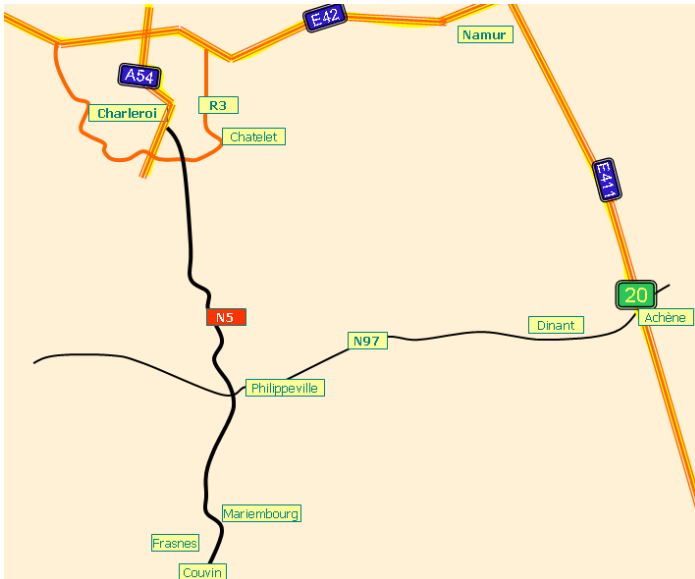 E42
Namur
A54
R3
Charleroi
Chatelet
E411
20
N5
Achène
Dinant
N97
Philippeville
Mariembourg
Frasnes
Couvin